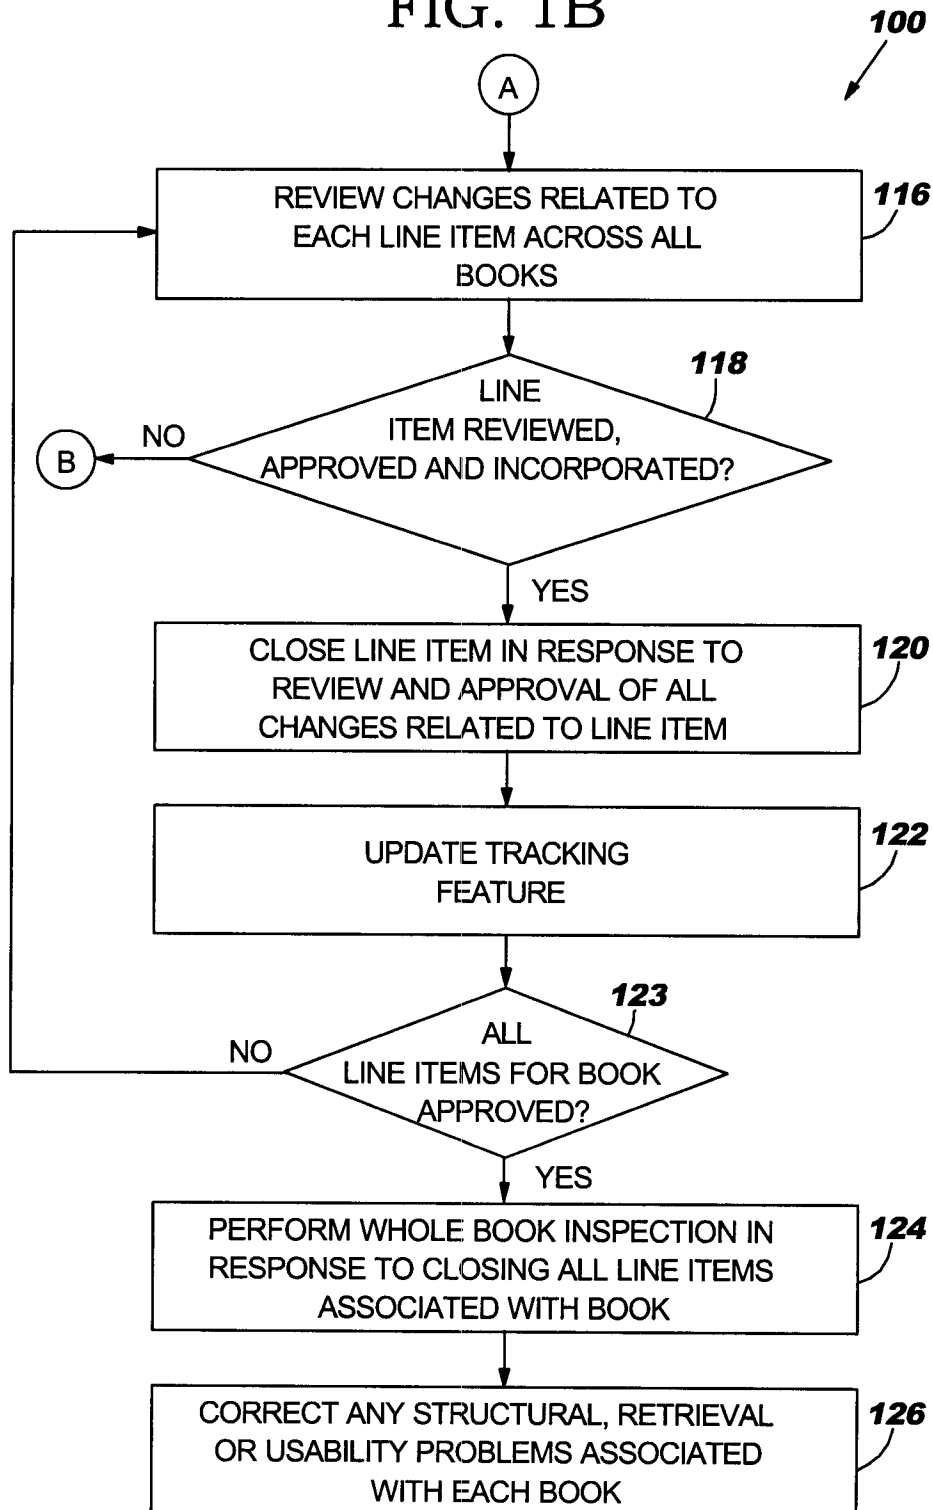 FIG. 1B
100
A
REVIEW CHANGES RELATED TO
EACH LINE ITEM ACROSS ALL
BOOKS
116
118
LINE
ITEM REVIEWED,
APPROVED AND INCORPORATED?
NO
B
YES
CLOSE LINE ITEM IN RESPONSE TO
REVIEW AND APPROVAL OF ALL
CHANGES RELATED TO LINE ITEM
120
UPDATE TRACKING
FEATURE
122
123
ALL
LINE ITEMS FOR BOOK
APPROVED?
NO
YES
PERFORM WHOLE BOOK INSPECTION IN
RESPONSE TO CLOSING ALL LINE ITEMS
ASSOCIATED WITH BOOK
124
CORRECT ANY STRUCTURAL, RETRIEVAL
OR USABILITY PROBLEMS ASSOCIATED
WITH EACH BOOK
126